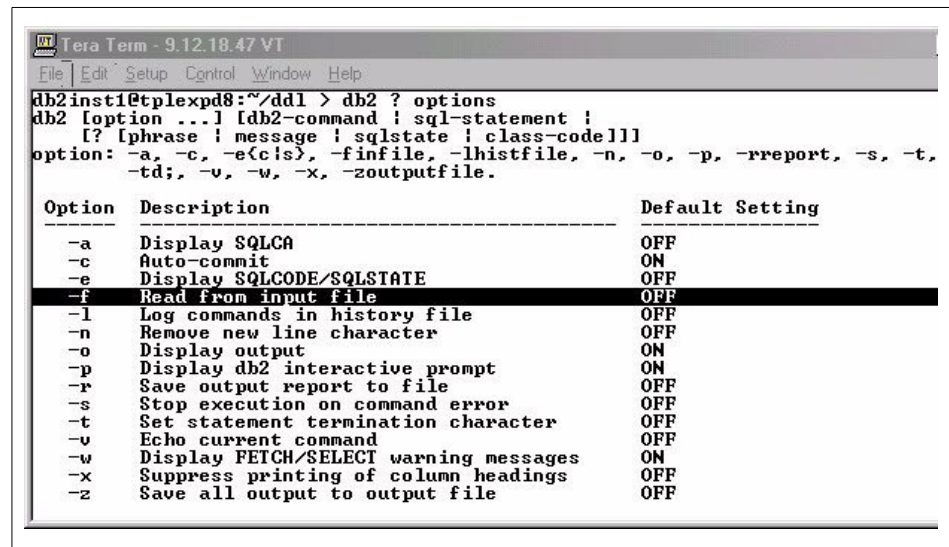 Tera Term - 9.12.18.47 VT
File Edit Setup Control Window Help
db2inst1@tplexpd8:~/ddl > db2 ? options
db2 [option ...] [db2-command | sql-statement |
[? [phrase | message | sqlstate | class-code]]]
option: -a, -c, -e{c|s}, -finfile, -lhistfile, -n, -o, -p, -rreport, -s, -t,
-td;, -v, -w, -x, -zoutputfile.
Option Description Default Setting
-a Display SQLCA OFF
-c Auto-commit ON
-e Display SQLCODE/SQLSTATE OFF
-f Read from input file OFF
-l Log commands in history file OFF
-n Remove new line character OFF
-o Display output ON
-p Display db2 interactive prompt ON
-r Save output report to file OFF
-s Stop execution on command error OFF
-t Set statement termination character OFF
-v Echo current command OFF
-w Display FETCH/SELECT warning messages ON
-x Suppress printing of column headings OFF
-z Save all output to output file OFF